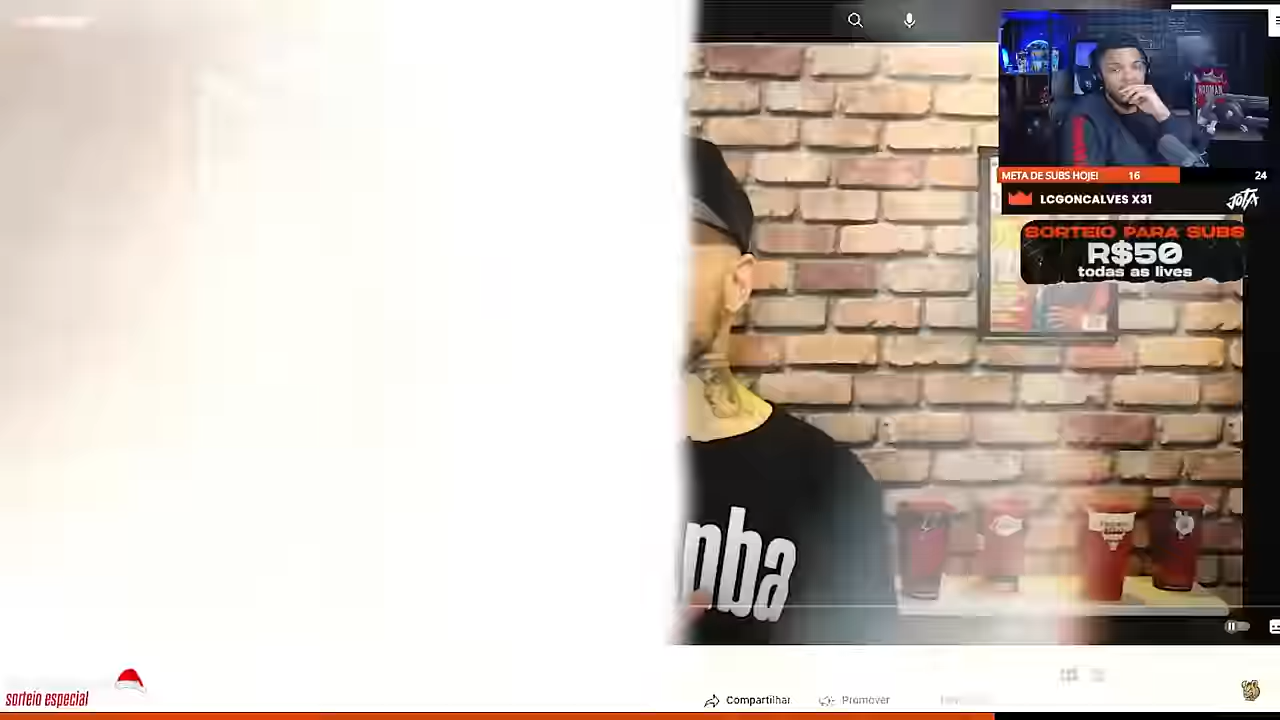 META DE SUBS HOJE! 16 24
LCGONCALVES X31
JOTA
SORTEIO PARA SUBS
R$50
todas as lives
nba
Compartilhar
Promover
sorteio especial